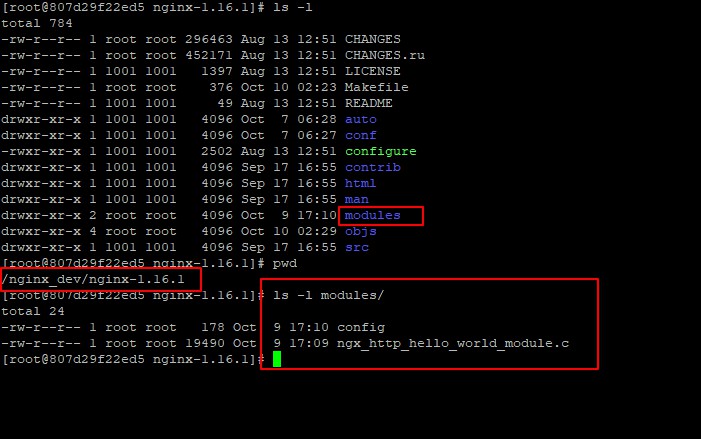 [root@807d29f22ed5 nginx-1.16.1]# ls -l
total 784
-rw-r--r-- 1 root root 296463 Aug 13 12:51 CHANGES
-rw-r--r-- 1 root root 452171 Aug 13 12:51 CHANGES.ru
-rw-r--r-- 1 1001 1001   1397 Aug 13 12:51 LICENSE
-rw-r--r-- 1 root root    376 Oct 10 02:23 Makefile
-rw-r--r-- 1 1001 1001     49 Aug 13 12:51 README
drwxr-xr-x 1 1001 1001   4096 Oct  7 06:28 auto
drwxr-xr-x 1 1001 1001   4096 Oct  7 06:27 conf
-rwxr-xr-x 1 1001 1001   2502 Aug 13 12:51 configure
drwxr-xr-x 1 1001 1001   4096 Sep 17 16:55 contrib
drwxr-xr-x 1 1001 1001   4096 Sep 17 16:55 html
drwxr-xr-x 1 1001 1001   4096 Sep 17 16:55 man
drwxr-xr-x 2 root root   4096 Oct  9 17:10 modules
drwxr-xr-x 4 root root   4096 Oct 10 02:29 objs
drwxr-xr-x 1 1001 1001   4096 Sep 17 16:55 src
[root@807d29f22ed5 nginx-1.16.1]# pwd
/nginx_dev/nginx-1.16.1
[root@807d29f22ed5 nginx-1.16.1]# ls -l modules/
total 24
-rw-r--r-- 1 root root   178 Oct  9 17:10 config
-rw-r--r-- 1 root root 19490 Oct  9 17:09 ngx_http_hello_world_module.c
[root@807d29f22ed5 nginx-1.16.1]#